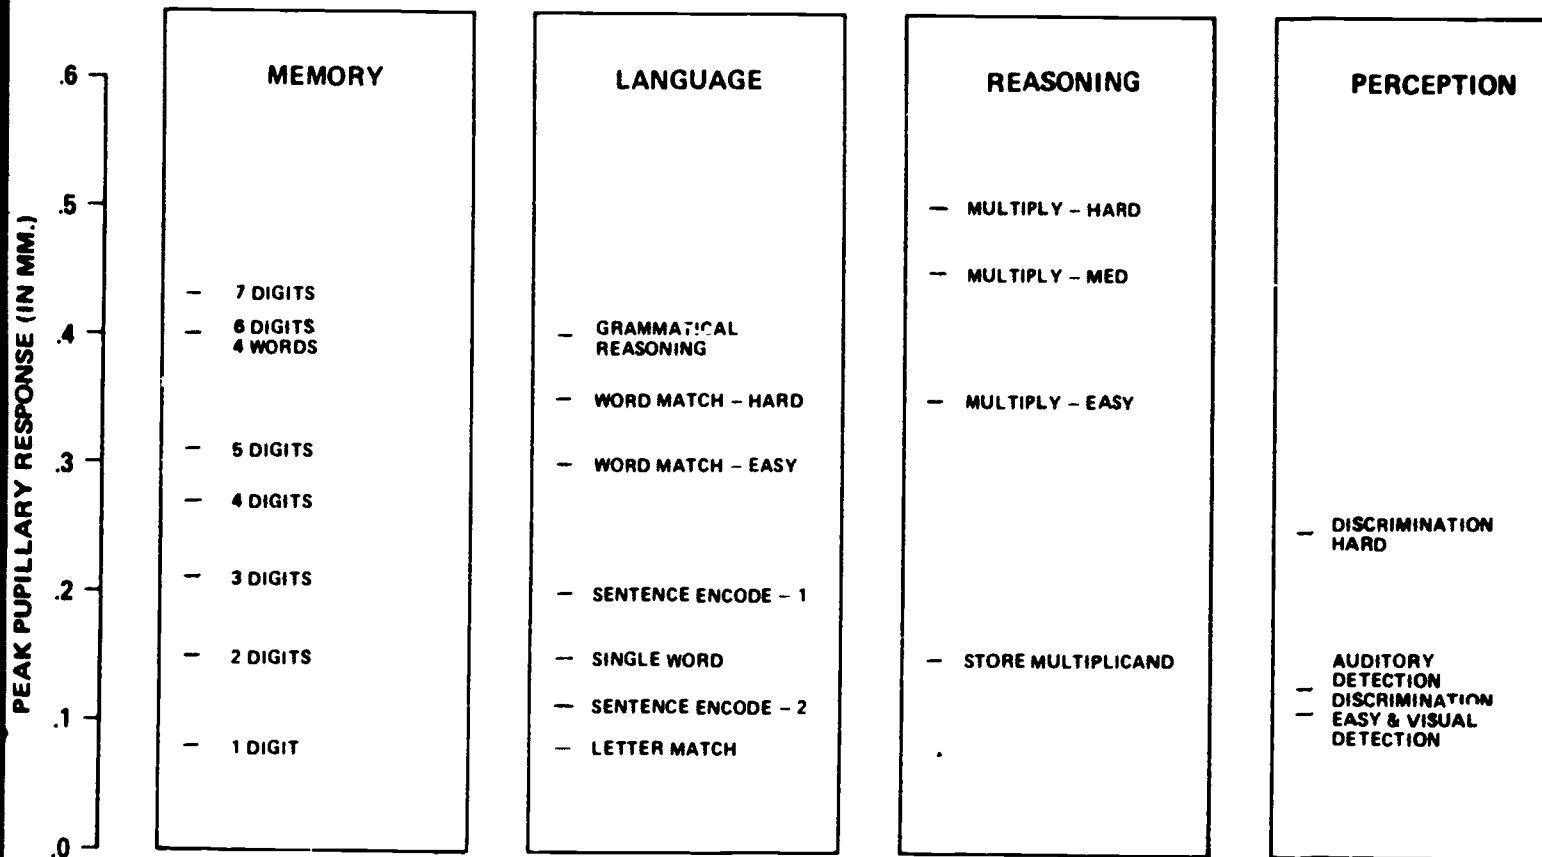 PEAK PUPILLARY RESPONSE (IN MM.)
.6
.5
.4
.3
.2
.1
.0
MEMORY
7 DIGITS
6 DIGITS
4 WORDS
5 DIGITS
4 DIGITS
3 DIGITS
2 DIGITS
1 DIGIT
LANGUAGE
GRAMMATICAL
REASONING
WORD MATCH – HARD
WORD MATCH – EASY
SENTENCE ENCODE – 1
SINGLE WORD
SENTENCE ENCODE – 2
LETTER MATCH
REASONING
MULTIPLY – HARD
MULTIPLY – MED
MULTIPLY – EASY
STORE MULTIPLICAND
PERCEPTION
DISCRIMINATION
HARD
AUDITORY
DETECTION
DISCRIMINATION
EASY & VISUAL
DETECTION